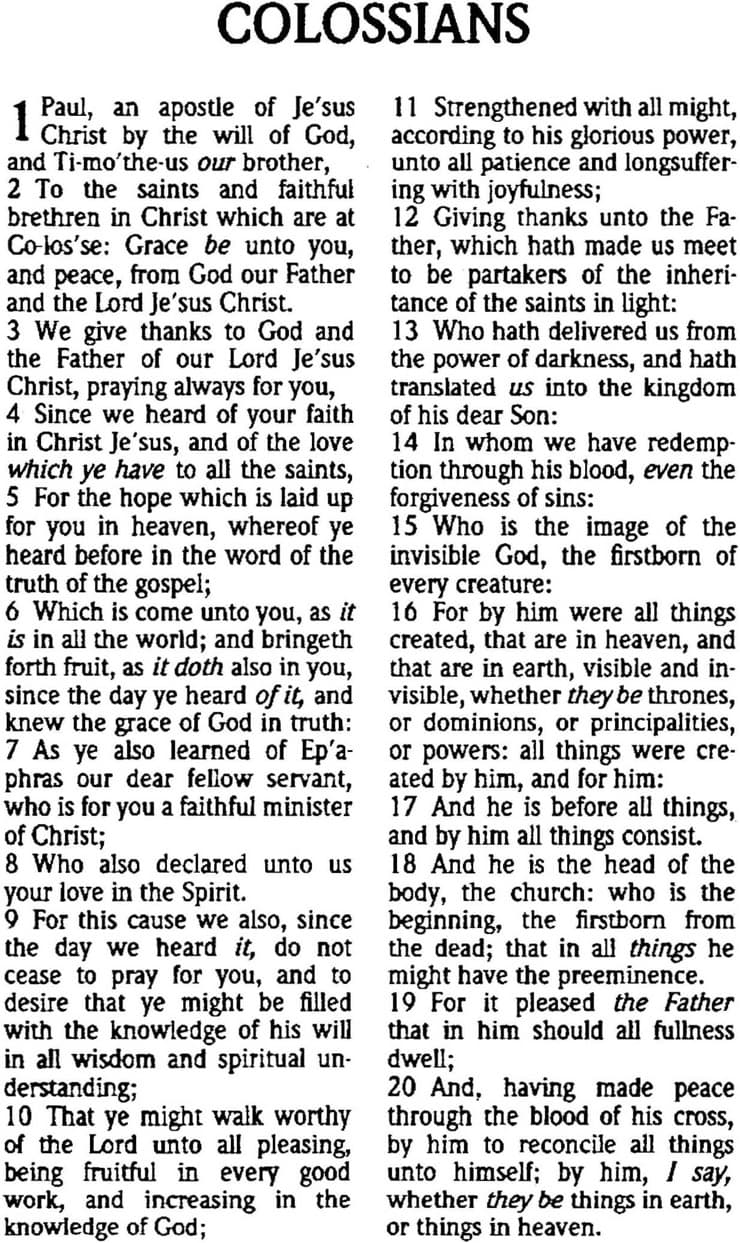 COLOSSIANS
1 Paul, an apostle of Je′sus
Christ by the will of God,
and Ti-mo′the-us our brother,
2 To the saints and faithful
brethren in Christ which are at
Co-los′se: Grace be unto you,
and peace, from God our Father
and the Lord Je′sus Christ.
3 We give thanks to God and
the Father of our Lord Je′sus
Christ, praying always for you,
4 Since we heard of your faith
in Christ Je′sus, and of the love
which ye have to all the saints,
5 For the hope which is laid up
for you in heaven, whereof ye
heard before in the word of the
truth of the gospel;
6 Which is come unto you, as it
is in all the world; and bringeth
forth fruit, as it doth also in you,
since the day ye heard of it, and
knew the grace of God in truth:
7 As ye also learned of Ep′a-
phras our dear fellow servant,
who is for you a faithful minister
of Christ;
8 Who also declared unto us
your love in the Spirit.
9 For this cause we also, since
the day we heard it, do not
cease to pray for you, and to
desire that ye might be filled
with the knowledge of his will
in all wisdom and spiritual un-
derstanding;
10 That ye might walk worthy
of the Lord unto all pleasing,
being fruitful in every good
work, and increasing in the
knowledge of God;
11 Strengthened with all might,
according to his glorious power,
unto all patience and longsuffer-
ing with joyfulness;
12 Giving thanks unto the Fa-
ther, which hath made us meet
to be partakers of the inheri-
tance of the saints in light:
13 Who hath delivered us from
the power of darkness, and hath
translated us into the kingdom
of his dear Son:
14 In whom we have redemp-
tion through his blood, even the
forgiveness of sins:
15 Who is the image of the
invisible God, the firstborn of
every creature:
16 For by him were all things
created, that are in heaven, and
that are in earth, visible and in-
visible, whether they be thrones,
or dominions, or principalities,
or powers: all things were cre-
ated by him, and for him:
17 And he is before all things,
and by him all things consist.
18 And he is the head of the
body, the church: who is the
beginning, the firstborn from
the dead; that in all things he
might have the preeminence.
19 For it pleased the Father
that in him should all fullness
dwell;
20 And, having made peace
through the blood of his cross,
by him to reconcile all things
unto himself; by him, I say,
whether they be things in earth,
or things in heaven.